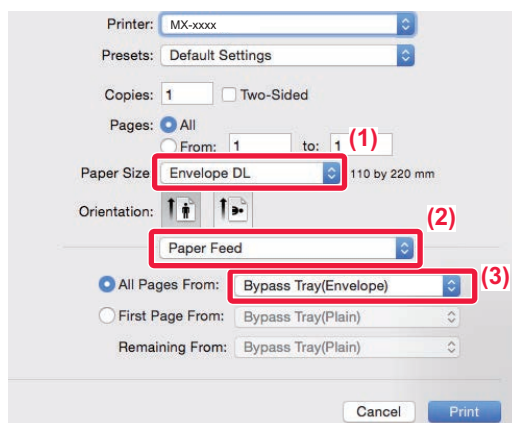 Printer: MX-xxxx
Presets: Default Settings
Copies: 1 Two-Sided
Pages: All
From: 1 to: 1 (1)
Paper Size Envelope DL 110 by 220 mm
Orientation:
(2)
Paper Feed
All Pages From: Bypass Tray(Envelope) (3)
First Page From: Bypass Tray(Plain)
Remaining From: Bypass Tray(Plain)
Cancel Print